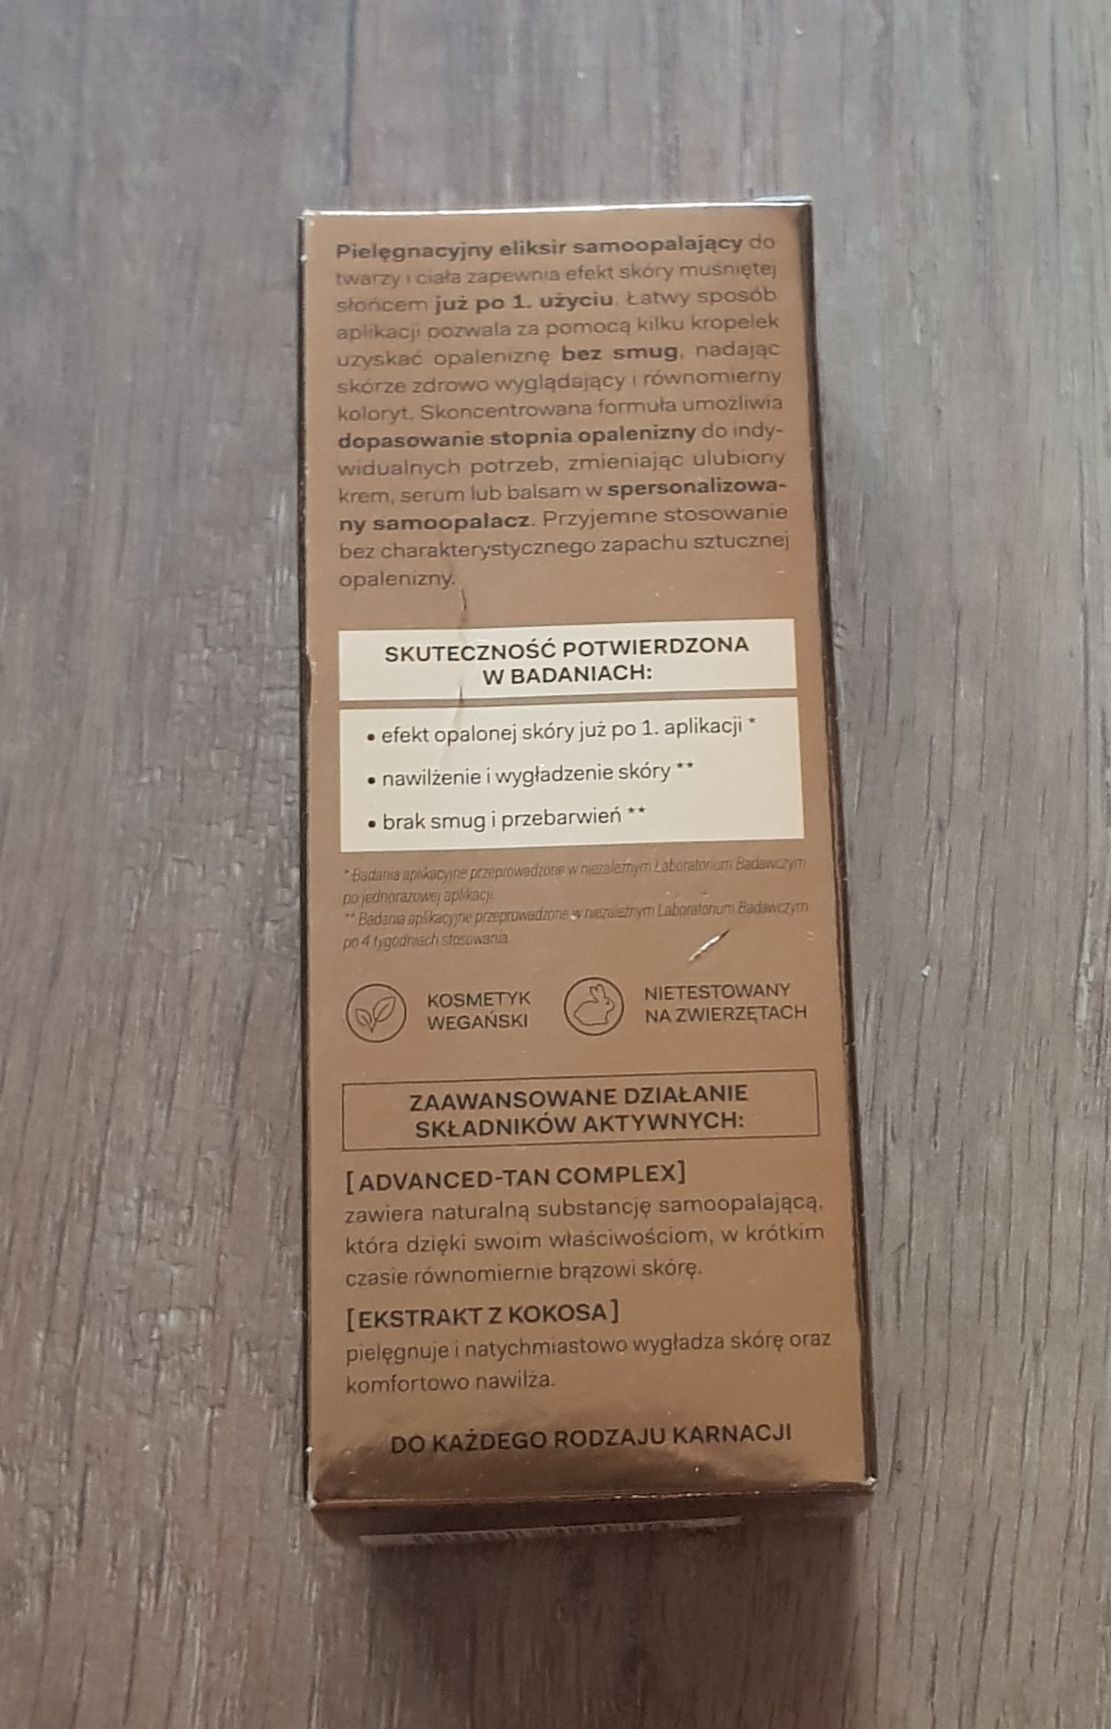 Pielęgnacyjny eliksir samoopalający do
twarzy i ciała zapewnia efekt skóry muśniętej
słońcem już po 1. użyciu. Łatwy sposób
aplikacji pozwala za pomocą kilku kropelek
uzyskać opaleniznę bez smug, nadając
skórze zdrowo wyglądający i równomierny
koloryt. Skoncentrowana formuła umożliwia
dopasowanie stopnia opalenizny do indy-
widualnych potrzeb, zmieniając ulubiony
krem, serum lub balsam w spersonalizowa-
ny samoopalacz. Przyjemne stosowanie
bez charakterystycznego zapachu sztucznej
opalenizny.
SKUTECZNOŚĆ POTWIERDZONA
W BADANIACH:
• efekt opalonej skóry już po 1. aplikacji *
• nawilżenie i wygładzenie skóry **
• brak smug i przebarwień **
* Badania aplikacyjne przeprowadzone w niezależnym Laboratorium Badawczym
po jednorazowej aplikacji.
** Badania aplikacyjne przeprowadzone w niezależnym Laboratorium Badawczym
po 4 tygodniach stosowania.
KOSMETYK
WEGAŃSKI
NIETESTOWANY
NA ZWIERZĘTACH
ZAAWANSOWANE DZIAŁANIE
SKŁADNIKÓW AKTYWNYCH:
[ADVANCED-TAN COMPLEX]
zawiera naturalną substancję samoopalającą,
która dzięki swoim właściwościom, w krótkim
czasie równomiernie brązowi skórę.
[EKSTRAKT Z KOKOSA]
pielęgnuje i natychmiastowo wygładza skórę oraz
komfortowo nawilża.
DO KAŻDEGO RODZAJU KARNACJI